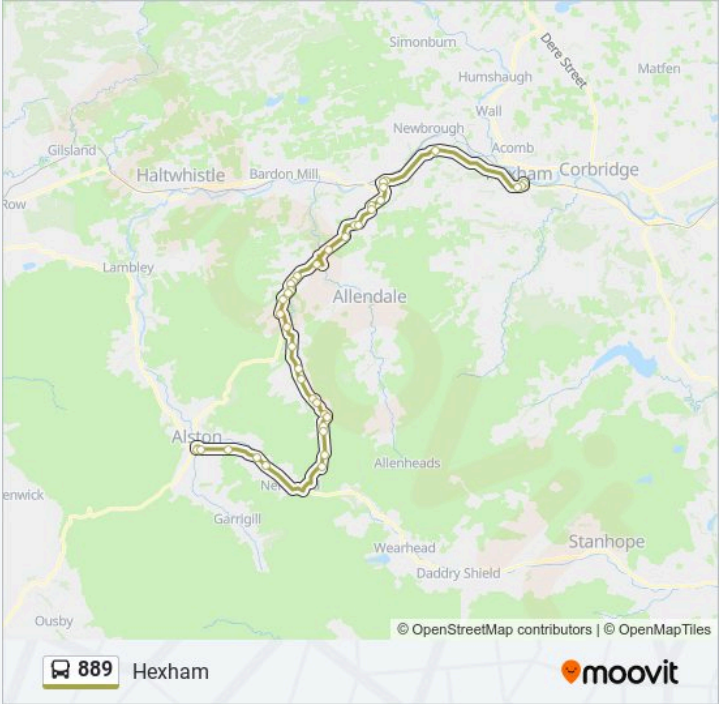 Simonburn
Dere Street
Matfen
Humshaugh
Wall
Newbrough
Gilsland
Acomb
Haltwhistle
Bardon Mill
ham
Corbridge
Row
Lambley
Allendale
Alston
Allenheads
Ne
enwick
Garrigill
Wearhead
Stanhope
Daddry Shield
Ousby
© OpenStreetMap contributors | © OpenMapTiles
889 Hexham
moovit